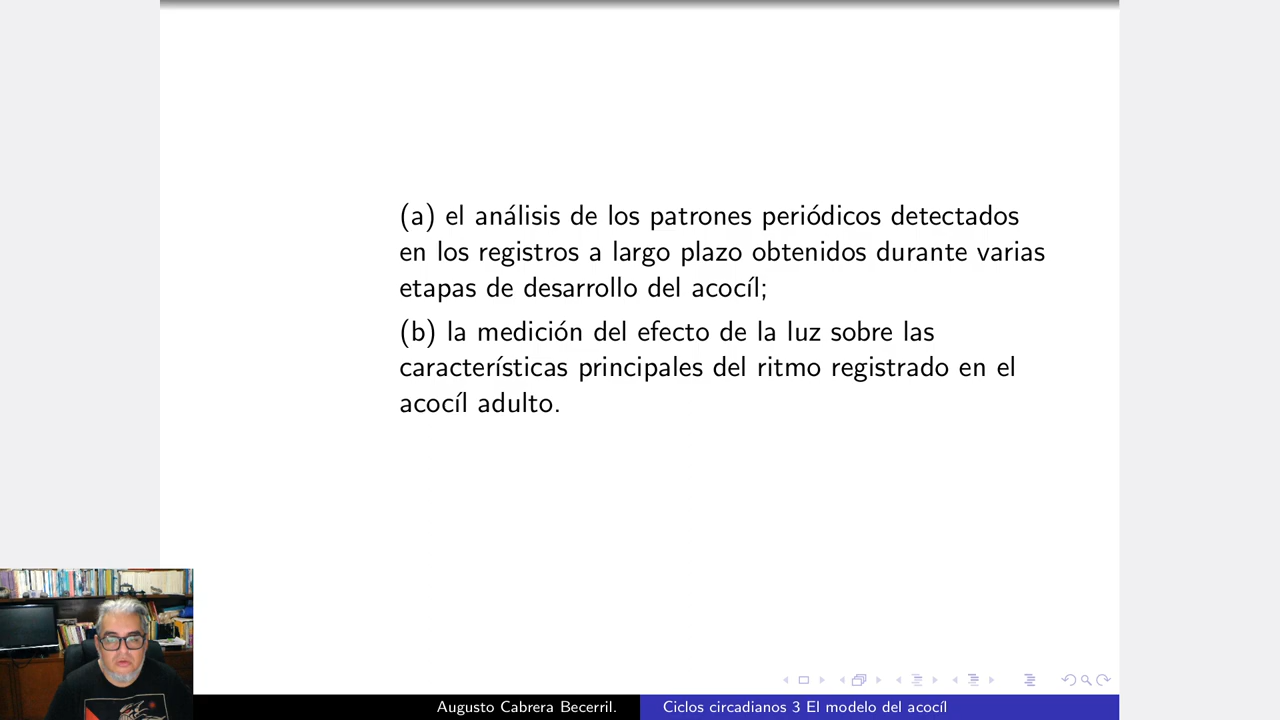 (a) el análisis de los patrones periódicos detectados
en los registros a largo plazo obtenidos durante varias
etapas de desarrollo del acocíl;
(b) la medición del efecto de la luz sobre las
características principales del ritmo registrado en el
acocíl adulto.
Augusto Cabrera Becerril.
Ciclos circadianos 3 El modelo del acocíl